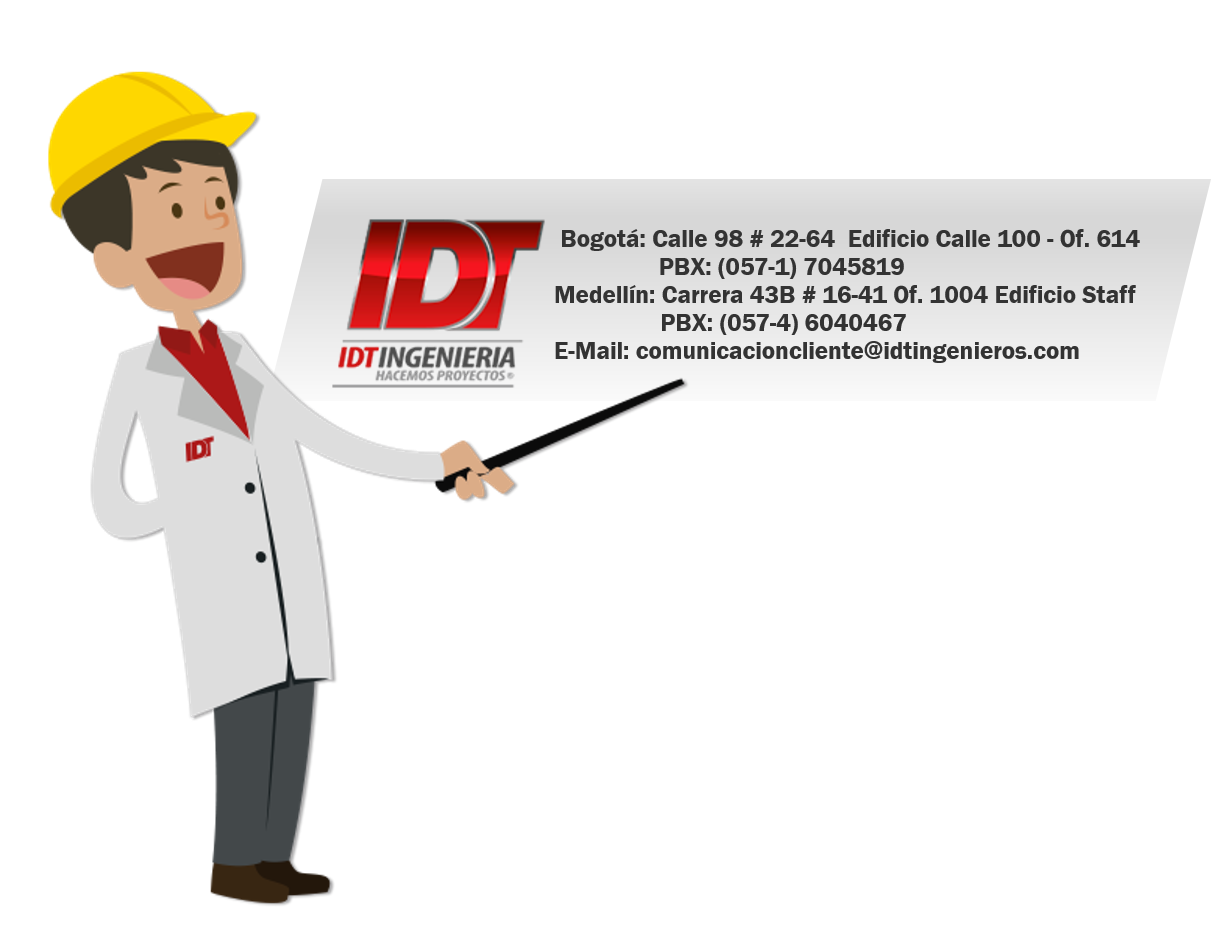 IDT
IDT INGENIERIA
HACEMOS PROYECTOS®
Bogotá: Calle 98 # 22-64  Edificio Calle 100 - Of. 614
PBX: (057-1) 7045819
Medellín: Carrera 43B # 16-41 Of. 1004 Edificio Staff
PBX: (057-4) 6040467
E-Mail: comunicacioncliente@idtingenieros.com
IDT